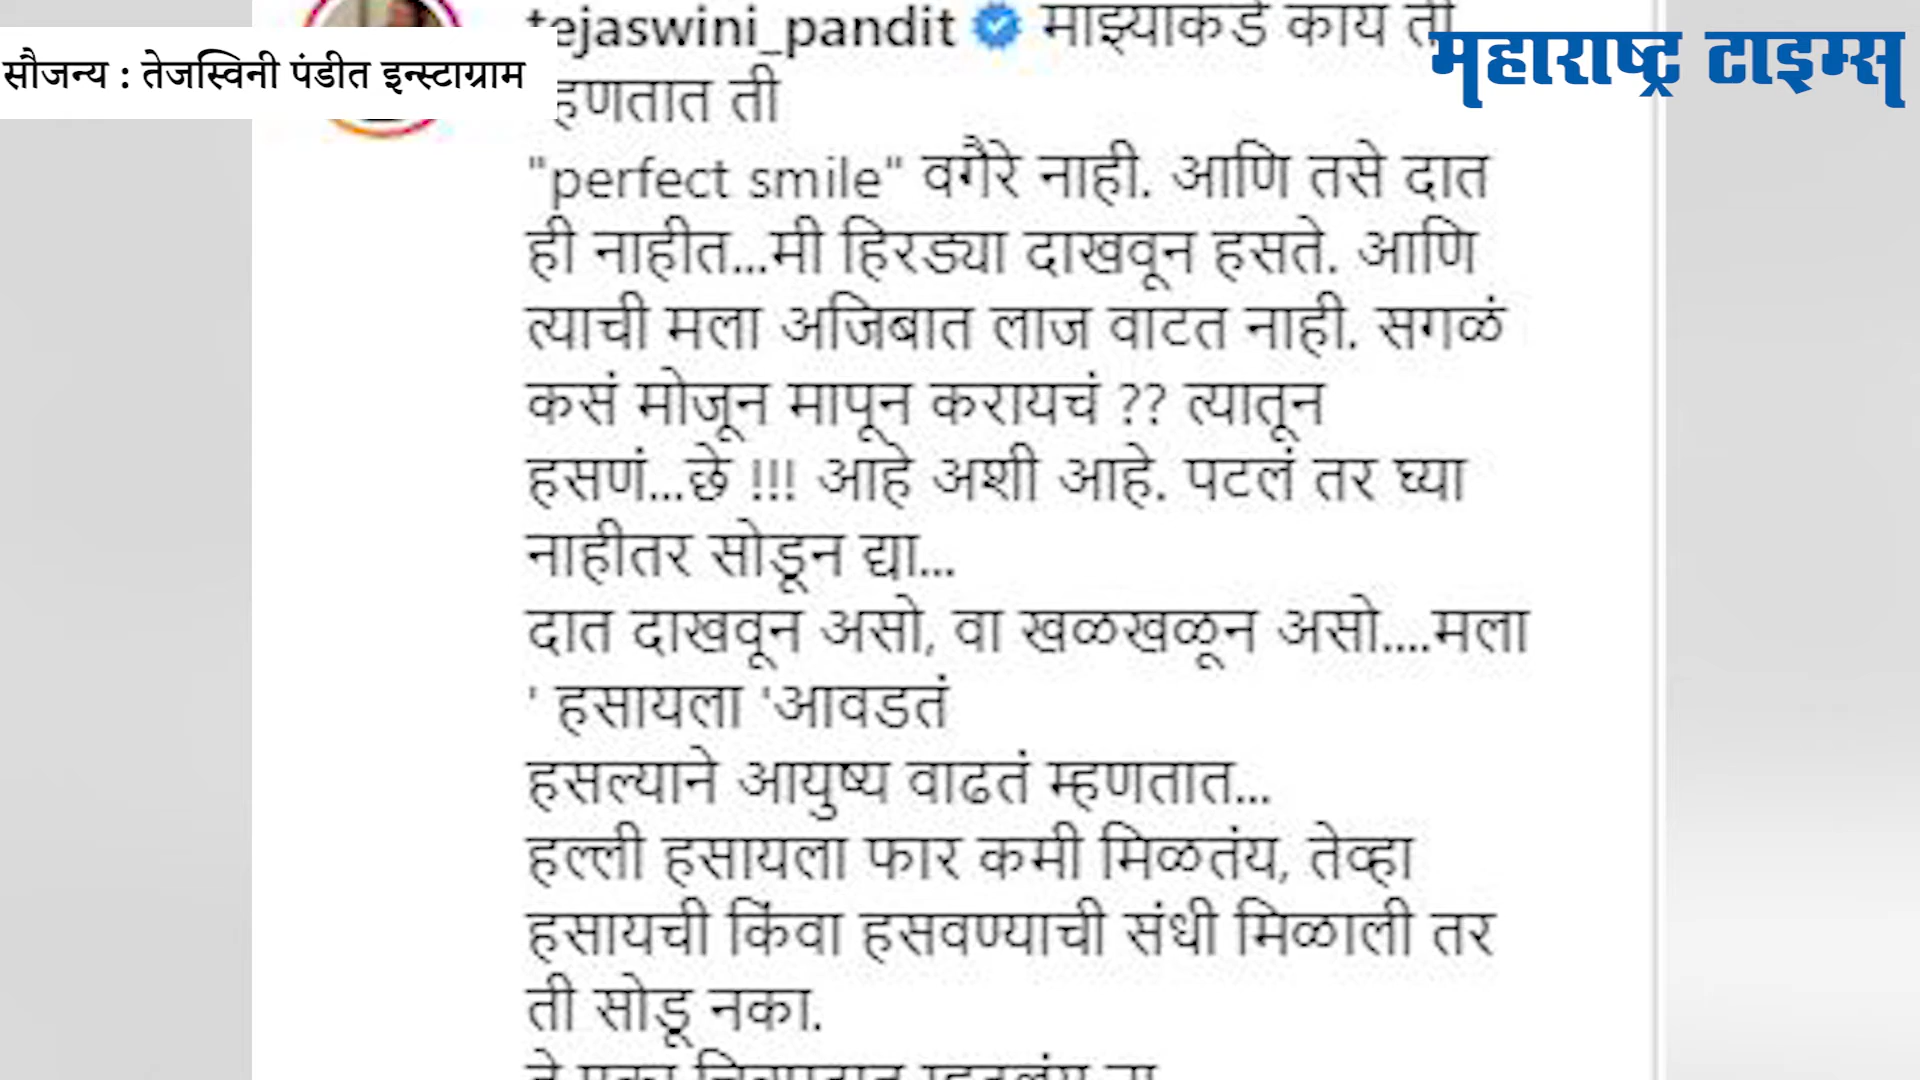 tejaswini_pandit माझ्याकडे काय ती
महाराष्ट्र टाइम्स
सौजन्य : तेजस्विनी पंडीत इन्स्टाग्राम
म्हणतात ती
"perfect smile" वगैरे नाही. आणि तसे दात
ही नाहीत...मी हिरड्या दाखवून हसते. आणि
त्याची मला अजिबात लाज वाटत नाही. सगळं
कसं मोजून मापून करायचं ?? त्यातून
हसणं...छे !!! आहे अशी आहे. पटलं तर घ्या
नाहीतर सोडून द्या...
दात दाखवून असो, वा खळखळून असो....मला
' हसायला 'आवडतं
हसल्याने आयुष्य वाढतं म्हणतात...
हल्ली हसायला फार कमी मिळतंय, तेव्हा
हसायची किंवा हसवण्याची संधी मिळाली तर
ती सोडू नका.